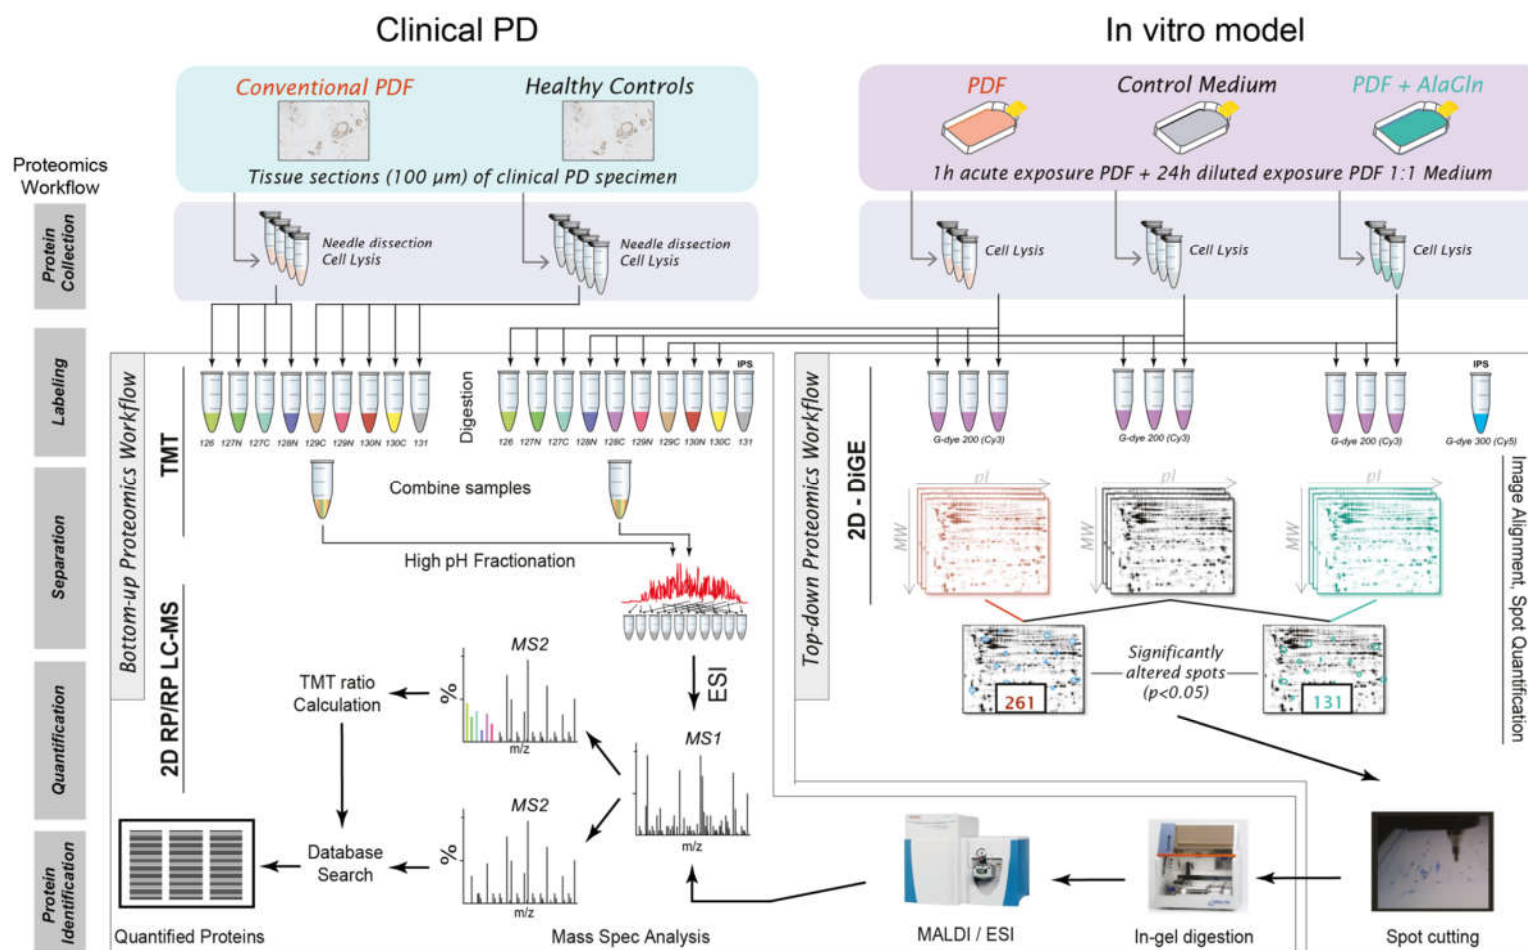 Clinical PD
In vitro model
Conventional PDF
Healthy Controls
Tissue sections (100 µm) of clinical PD specimen
PDF
Control Medium
PDF + AlaGln
1h acute exposure PDF + 24h diluted exposure PDF 1:1 Medium
Proteomics
Workflow
Protein
Collection
Needle dissection
Cell Lysis
Needle dissection
Cell Lysis
Cell Lysis
Cell Lysis
Cell Lysis
Labeling
Bottom-up Proteomics Workflow
TMT
126
127N
127C
128N
129C
129N
130N
130C
131
Digestion
IPS
126
127N
127C
128N
128C
129N
129C
130N
130C
131
Top-down Proteomics Workflow
2D - DiGE
G-dye 200 (Cy3)
G-dye 200 (Cy3)
G-dye 200 (Cy3)
IPS
G-dye 300 (Cy5)
Separation
Combine samples
High pH Fractionation
pI
MW
pI
MW
pI
MW
Image Alignment, Spot Quantification
2D RP/RP LC-MS
ESI
Quantification
TMT ratio
Calculation
MS2
%
m/z
MS1
m/z
Significantly
altered spots
(p<0.05)
261
131
Protein
Identification
Database
Search
MS2
%
m/z
Quantified Proteins
Mass Spec Analysis
MALDI / ESI
In-gel digestion
Spot cutting